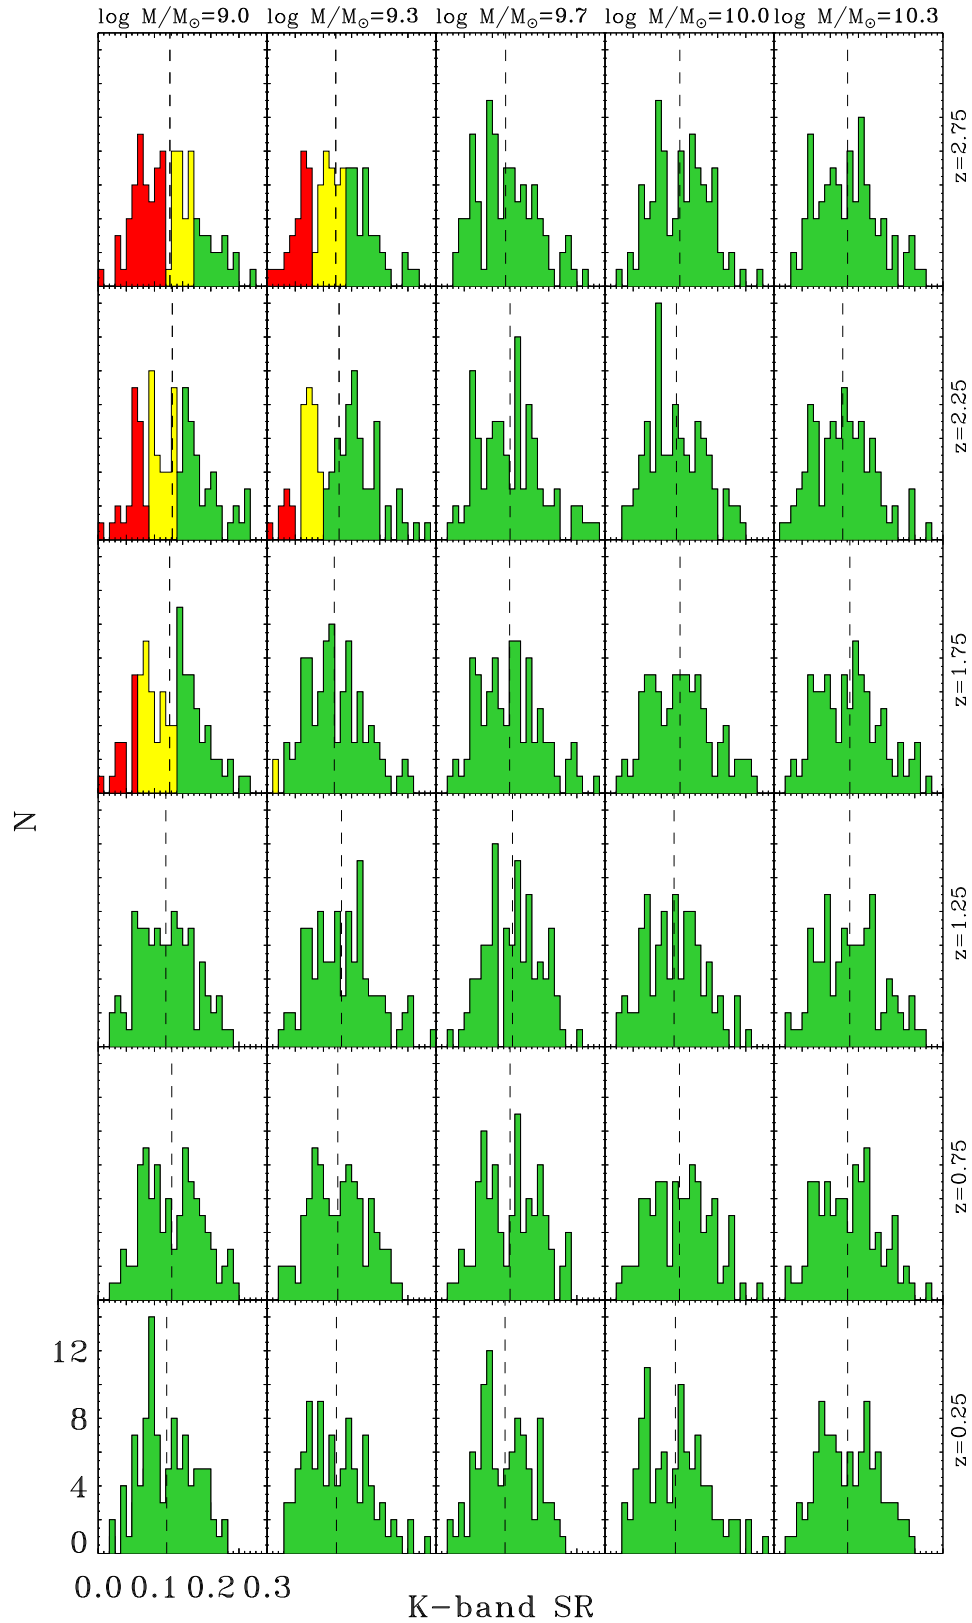 log M/M☉=9.0 log M/M☉=9.3 log M/M☉=9.7 log M/M☉=10.0 log M/M☉=10.3
z=2.75
z=2.25
z=1.75
N
z=1.25
z=0.75
12
8
4
0
z=0.25
0.0 0.1 0.2 0.3
K-band SR